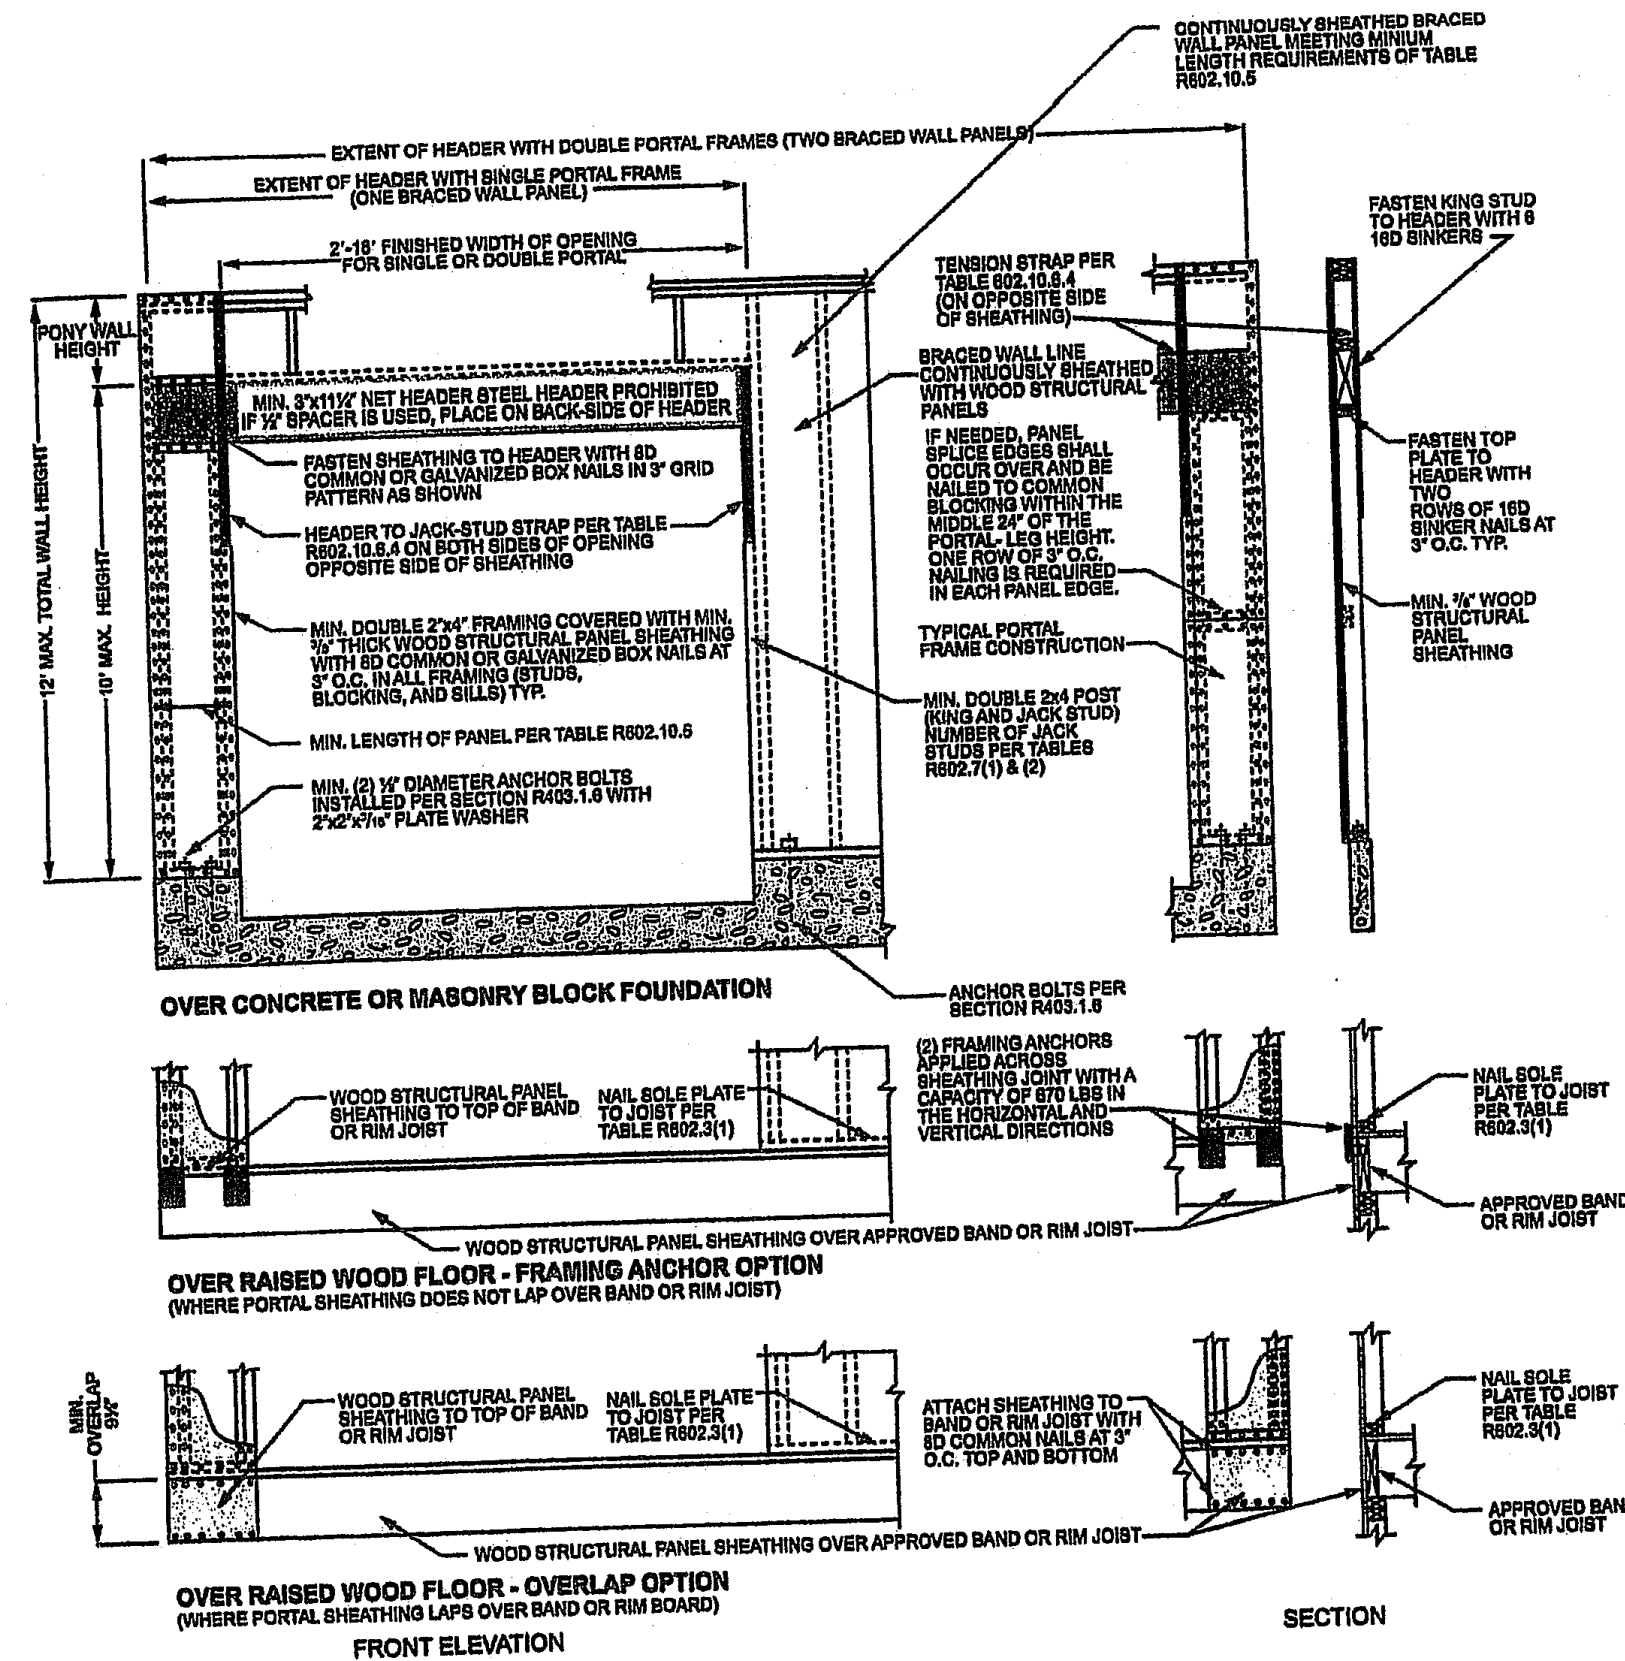 CONTINUOUSLY SHEATHED BRACED
WALL PANEL MEETING MINIUM
LENGTH REQUIREMENTS OF TABLE
R602.10.5
EXTENT OF HEADER WITH DOUBLE PORTAL FRAMES (TWO BRACED WALL PANELS)
EXTENT OF HEADER WITH SINGLE PORTAL FRAME
(ONE BRACED WALL PANEL)
2'-18' FINISHED WIDTH OF OPENING
FOR SINGLE OR DOUBLE PORTAL
PONY WALL
HEIGHT
12' MAX. TOTAL WALL HEIGHT
10' MAX. HEIGHT
MIN. 3"x11¼" NET HEADER STEEL HEADER PROHIBITED
IF ½" SPACER IS USED, PLACE ON BACK-SIDE OF HEADER
FASTEN SHEATHING TO HEADER WITH 8D
COMMON OR GALVANIZED BOX NAILS IN 3" GRID
PATTERN AS SHOWN
HEADER TO JACK-STUD STRAP PER TABLE
R602.10.6.4 ON BOTH SIDES OF OPENING
OPPOSITE SIDE OF SHEATHING
MIN. DOUBLE 2"x4" FRAMING COVERED WITH MIN.
⅜" THICK WOOD STRUCTURAL PANEL SHEATHING
WITH 8D COMMON OR GALVANIZED BOX NAILS AT
3" O.C. IN ALL FRAMING (STUDS,
BLOCKING, AND SILLS) TYP.
MIN. LENGTH OF PANEL PER TABLE R602.10.5
MIN. (2) ½" DIAMETER ANCHOR BOLTS
INSTALLED PER SECTION R403.1.6 WITH
2"x2"x³/₁₆" PLATE WASHER
TENSION STRAP PER
TABLE 602.10.6.4
(ON OPPOSITE SIDE
OF SHEATHING)
BRACED WALL LINE
CONTINUOUSLY SHEATHED
WITH WOOD STRUCTURAL
PANELS
IF NEEDED, PANEL
SPLICE EDGES SHALL
OCCUR OVER AND BE
NAILED TO COMMON
BLOCKING WITHIN THE
MIDDLE 24" OF THE
PORTAL- LEG HEIGHT.
ONE ROW OF 3" O.C.
NAILING IS REQUIRED
IN EACH PANEL EDGE.
TYPICAL PORTAL
FRAME CONSTRUCTION
MIN. DOUBLE 2x4 POST
(KING AND JACK STUD)
NUMBER OF JACK
STUDS PER TABLES
R602.7(1) & (2)
FASTEN KING STUD
TO HEADER WITH 6
16D SINKERS
FASTEN TOP
PLATE TO
HEADER WITH
TWO
ROWS OF 16D
SINKER NAILS AT
3" O.C. TYP.
MIN. ⅜" WOOD
STRUCTURAL
PANEL
SHEATHING
ANCHOR BOLTS PER
SECTION R403.1.6
OVER CONCRETE OR MASONRY BLOCK FOUNDATION
WOOD STRUCTURAL PANEL
SHEATHING TO TOP OF BAND
OR RIM JOIST
NAIL SOLE PLATE
TO JOIST PER
TABLE R602.3(1)
(2) FRAMING ANCHORS
APPLIED ACROSS
SHEATHING JOINT WITH A
CAPACITY OF 670 LBS IN
THE HORIZONTAL AND
VERTICAL DIRECTIONS
NAIL SOLE
PLATE TO JOIST
PER TABLE
R602.3(1)
APPROVED BAND
OR RIM JOIST
WOOD STRUCTURAL PANEL SHEATHING OVER APPROVED BAND OR RIM JOIST
OVER RAISED WOOD FLOOR - FRAMING ANCHOR OPTION
(WHERE PORTAL SHEATHING DOES NOT LAP OVER BAND OR RIM JOIST)
MIN.
OVERLAP
9¼"
WOOD STRUCTURAL PANEL
SHEATHING TO TOP OF BAND
OR RIM JOIST
NAIL SOLE PLATE
TO JOIST PER
TABLE R602.3(1)
ATTACH SHEATHING TO
BAND OR RIM JOIST WITH
8D COMMON NAILS AT 3"
O.C. TOP AND BOTTOM
NAIL SOLE
PLATE TO JOIST
PER TABLE
R602.3(1)
APPROVED BAN
OR RIM JOIST
WOOD STRUCTURAL PANEL SHEATHING OVER APPROVED BAND OR RIM JOIST
OVER RAISED WOOD FLOOR - OVERLAP OPTION
(WHERE PORTAL SHEATHING LAPS OVER BAND OR RIM BOARD)
FRONT ELEVATION
SECTION